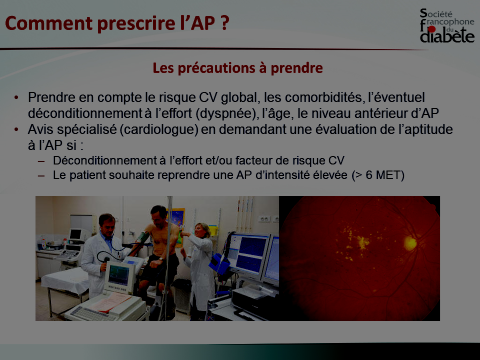 Comment prescrire l'AP ?
Société
Francophone
du
diabète
Les précautions à prendre
• Prendre en compte le risque CV global, les comorbidités, l'éventuel
déconditionnement à l'effort (dyspnée), l'âge, le niveau antérieur d'AP
• Avis spécialisé (cardiologue) en demandant une évaluation de l'aptitude
à l'AP si :
– Déconditionnement à l'effort et/ou facteur de risque CV
– Le patient souhaite reprendre une AP d'intensité élevée (> 6 MET)